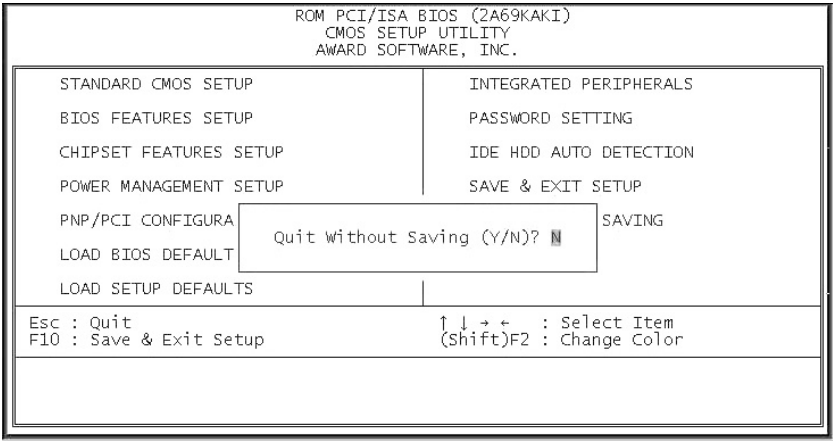 ROM PCI/ISA BIOS (2A69KAKI)
CMOS SETUP UTILITY
AWARD SOFTWARE, INC.
STANDARD CMOS SETUP
BIOS FEATURES SETUP
CHIPSET FEATURES SETUP
POWER MANAGEMENT SETUP
PNP/PCI CONFIGURA
LOAD BIOS DEFAULT
LOAD SETUP DEFAULTS
INTEGRATED PERIPHERALS
PASSWORD SETTING
IDE HDD AUTO DETECTION
SAVE & EXIT SETUP
SAVING
Quit Without Saving (Y/N)? N
Esc : Quit
F10 : Save & Exit Setup
↑ ↓ → ← : Select Item
(Shift)F2 : Change Color